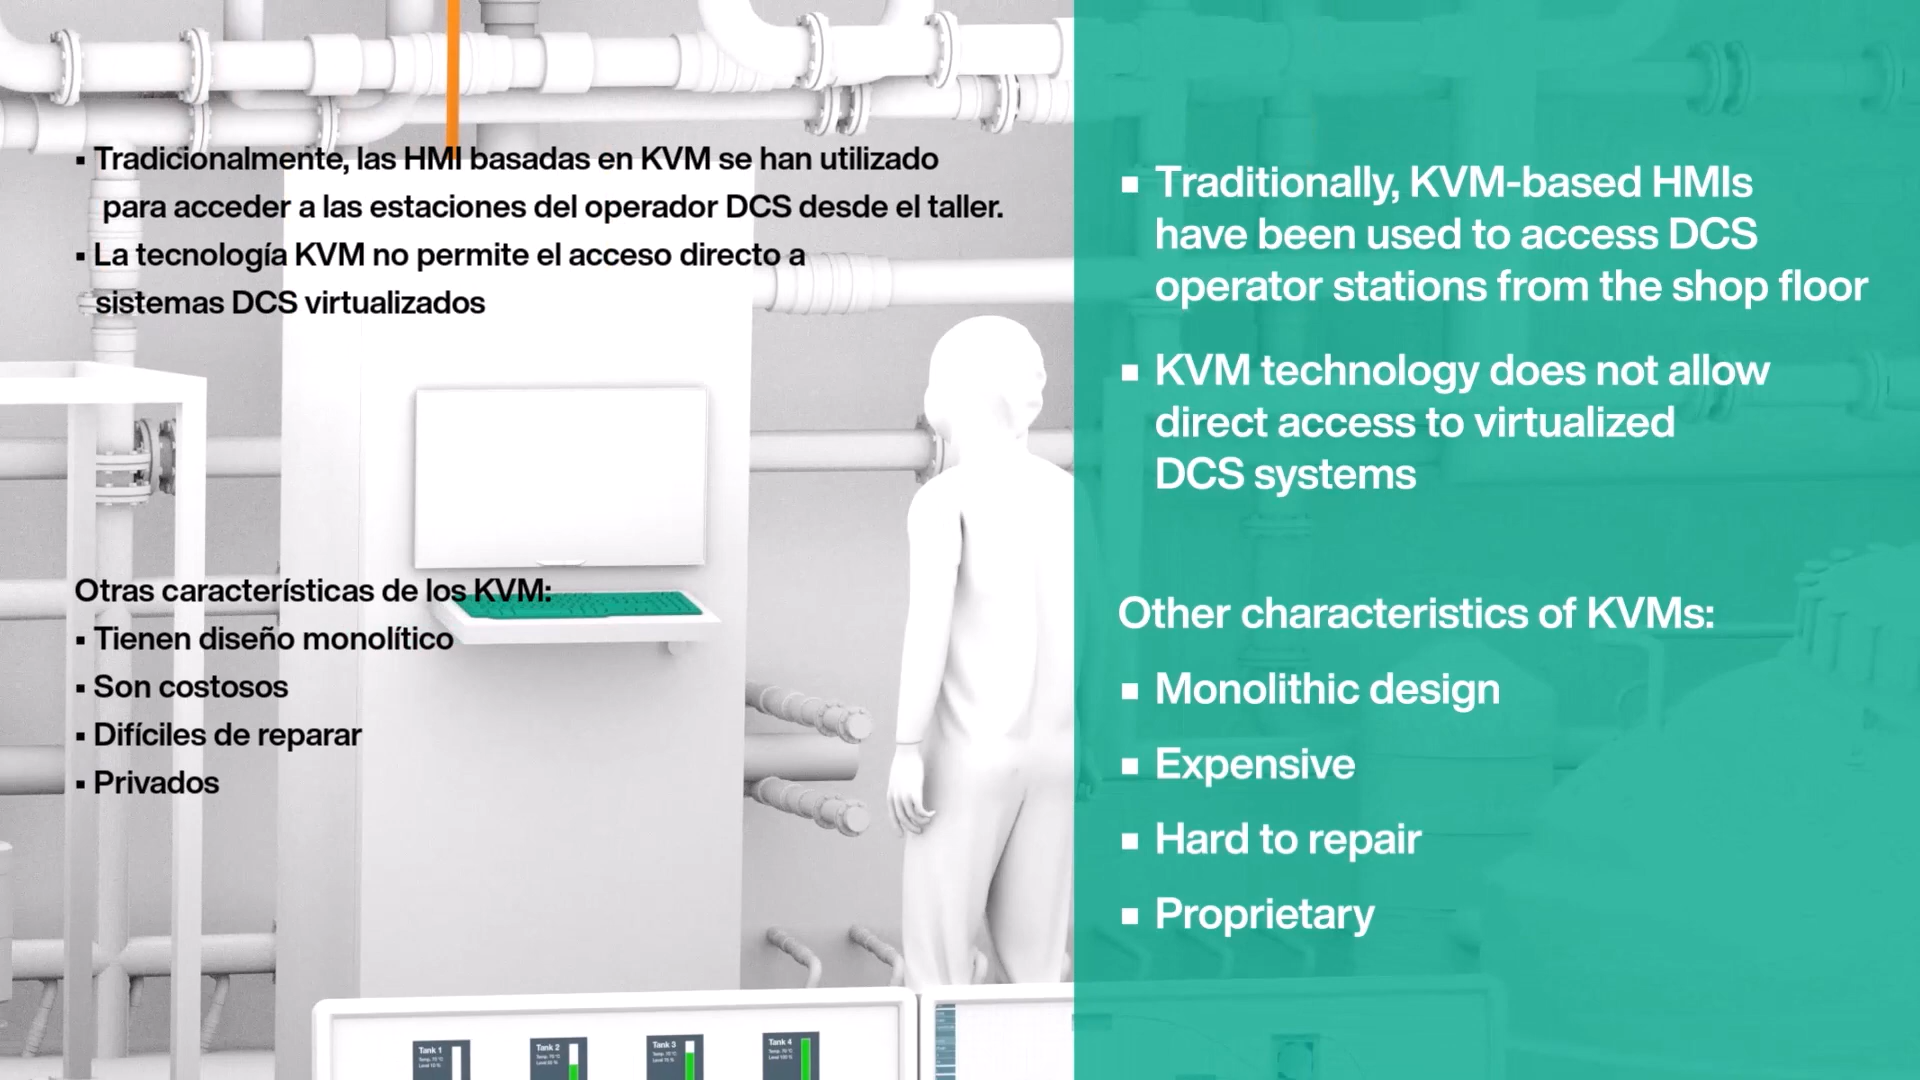 ▪ Tradicionalmente, las HMI basadas en KVM se han utilizado
para acceder a las estaciones del operador DCS desde el taller.
▪ La tecnología KVM no permite el acceso directo a
sistemas DCS virtualizados
Otras características de los KVM:
▪ Tienen diseño monolítico
▪ Son costosos
▪ Difíciles de reparar
▪ Privados
▪ Traditionally, KVM-based HMIs
have been used to access DCS
operator stations from the shop floor
▪ KVM technology does not allow
direct access to virtualized
DCS systems
Other characteristics of KVMs:
▪ Monolithic design
▪ Expensive
▪ Hard to repair
▪ Proprietary
Tank 1
Tank 2
Tank 3
Tank 4